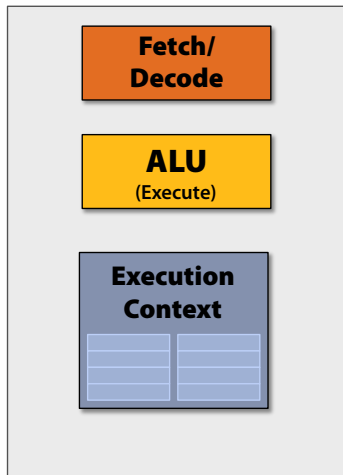 Fetch/
Decode
ALU
(Execute)
Execution
Context